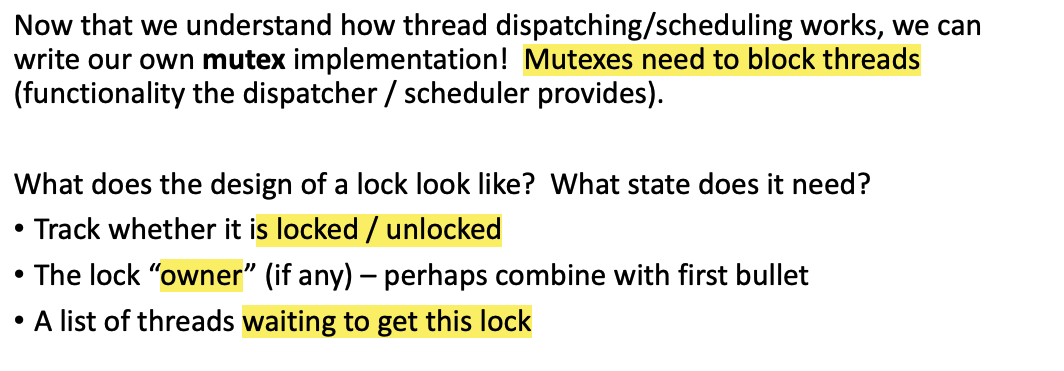 Now that we understand how thread dispatching/scheduling works, we can
write our own mutex implementation!  Mutexes need to block threads
(functionality the dispatcher / scheduler provides).
What does the design of a lock look like?  What state does it need?
• Track whether it is locked / unlocked
• The lock “owner” (if any) – perhaps combine with first bullet
• A list of threads waiting to get this lock